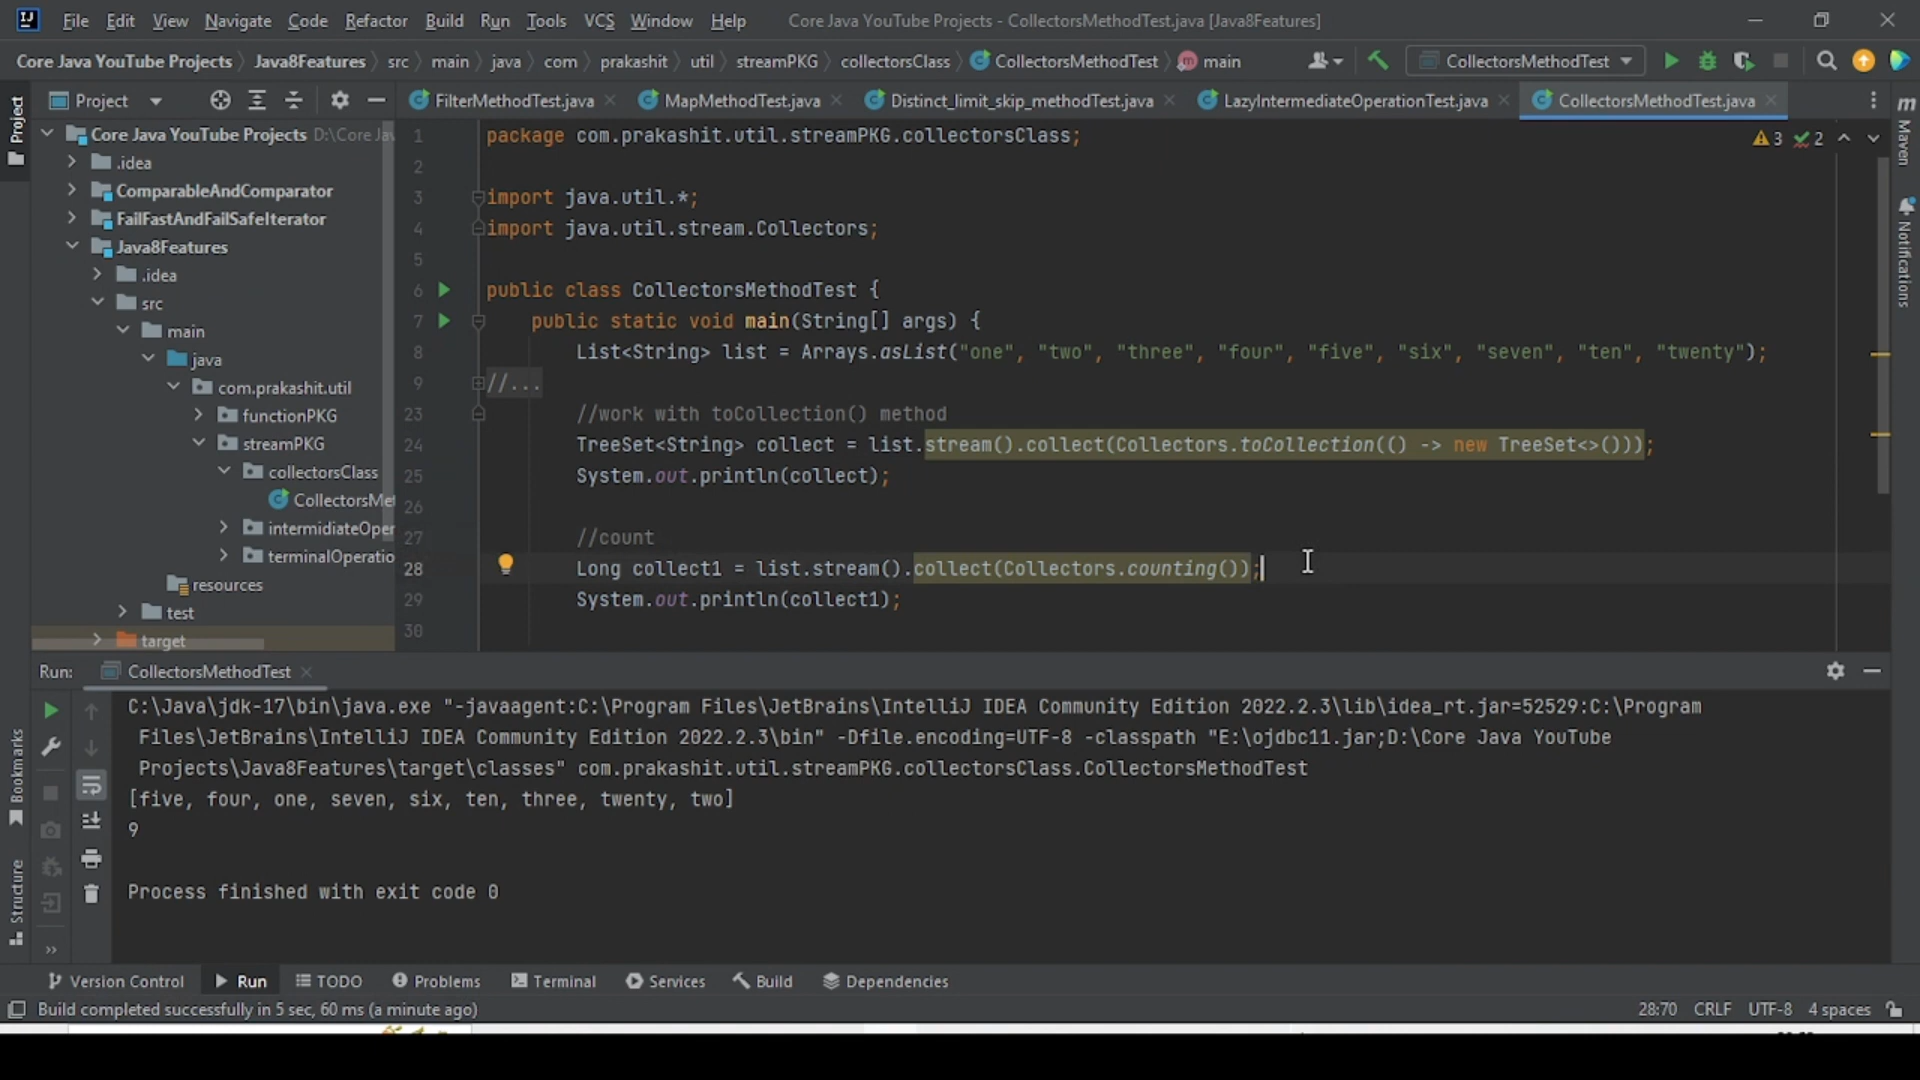 File Edit View Navigate Code Refactor Build Run Tools VCS Window Help Core Java YouTube Projects - CollectorsMethodTest.java [Java8Features]
Core Java YouTube Projects Java8Features src main java com prakashit util streamPKG collectorsClass CollectorsMethodTest main CollectorsMethodTest
Project FilterMethodTest.java MapMethodTest.java Distinct_limit_skip_methodTest.java LazyIntermediateOperationTest.java CollectorsMethodTest.java
Project
Core Java YouTube Projects D:\Core Jav
.idea
ComparableAndComparator
FailFastAndFailSafeIterator
Java8Features
.idea
src
main
java
com.prakashit.util
functionPKG
streamPKG
collectorsClass
CollectorsMet
intermidiateOper
terminalOperatio
resources
test
target
3 2
1 package com.prakashit.util.streamPKG.collectorsClass;
2
3 import java.util.*;
4 import java.util.stream.Collectors;
5
6 public class CollectorsMethodTest {
7 public static void main(String[] args) {
8 List<String> list = Arrays.asList("one", "two", "three", "four", "five", "six", "seven", "ten", "twenty");
9 //...
23 //work with toCollection() method
24 TreeSet<String> collect = list.stream().collect(Collectors.toCollection(() -> new TreeSet<>()));
25 System.out.println(collect);
26
27 //count
28 Long collect1 = list.stream().collect(Collectors.counting());
29 System.out.println(collect1);
30
m
Maven
Notifications
Run: CollectorsMethodTest
C:\Java\jdk-17\bin\java.exe "-javaagent:C:\Program Files\JetBrains\IntelliJ IDEA Community Edition 2022.2.3\lib\idea_rt.jar=52529:C:\Program
Files\JetBrains\IntelliJ IDEA Community Edition 2022.2.3\bin" -Dfile.encoding=UTF-8 -classpath "E:\ojdbc11.jar;D:\Core Java YouTube
Projects\Java8Features\target\classes" com.prakashit.util.streamPKG.collectorsClass.CollectorsMethodTest
[five, four, one, seven, six, ten, three, twenty, two]
9
Process finished with exit code 0
Bookmarks
Structure
Version Control Run TODO Problems Terminal Services Build Dependencies
Build completed successfully in 5 sec, 60 ms (a minute ago) 28:70 CRLF UTF-8 4 spaces